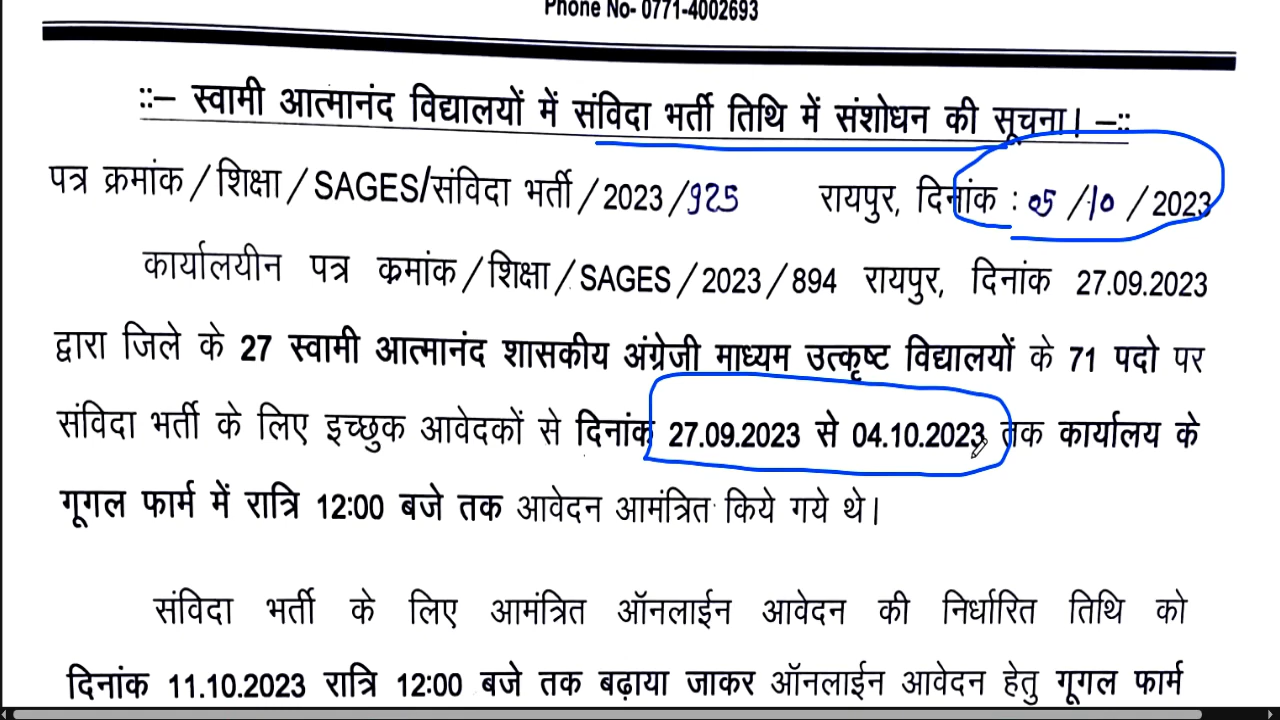 Phone No- 0771-4002693
::– स्वामी आत्मानंद विद्यालयों में संविदा भर्ती तिथि में संशोधन की सूचना। –::
पत्र क्रमांक / शिक्षा / SAGES/संविदा भर्ती / 2023 / 925 रायपुर, दिनांक : 05 / 10 / 2023
कार्यालयीन पत्र क्रमांक / शिक्षा / SAGES / 2023 / 894 रायपुर, दिनांक 27.09.2023
द्वारा जिले के 27 स्वामी आत्मानंद शासकीय अंग्रेजी माध्यम उत्कृष्ट विद्यालयों के 71 पदो पर
संविदा भर्ती के लिए इच्छुक आवेदकों से दिनांक 27.09.2023 से 04.10.2023 तक कार्यालय के
गूगल फार्म में रात्रि 12:00 बजे तक आवेदन आमंत्रित किये गये थे।
संविदा भर्ती के लिए आमंत्रित ऑनलाईन आवेदन की निर्धारित तिथि को
दिनांक 11.10.2023 रात्रि 12:00 बजे तक बढ़ाया जाकर ऑनलाईन आवेदन हेतु गूगल फार्म